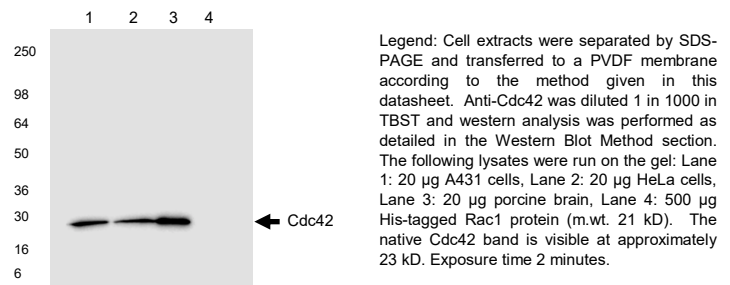 1 2 3 4
250
98
64
50
36
30
16
6
Cdc42
Legend: Cell extracts were separated by SDS-
PAGE and transferred to a PVDF membrane
according to the method given in this
datasheet. Anti-Cdc42 was diluted 1 in 1000 in
TBST and western analysis was performed as
detailed in the Western Blot Method section.
The following lysates were run on the gel: Lane
1: 20 µg A431 cells, Lane 2: 20 µg HeLa cells,
Lane 3: 20 µg porcine brain, Lane 4: 500 µg
His-tagged Rac1 protein (m.wt. 21 kD). The
native Cdc42 band is visible at approximately
23 kD. Exposure time 2 minutes.